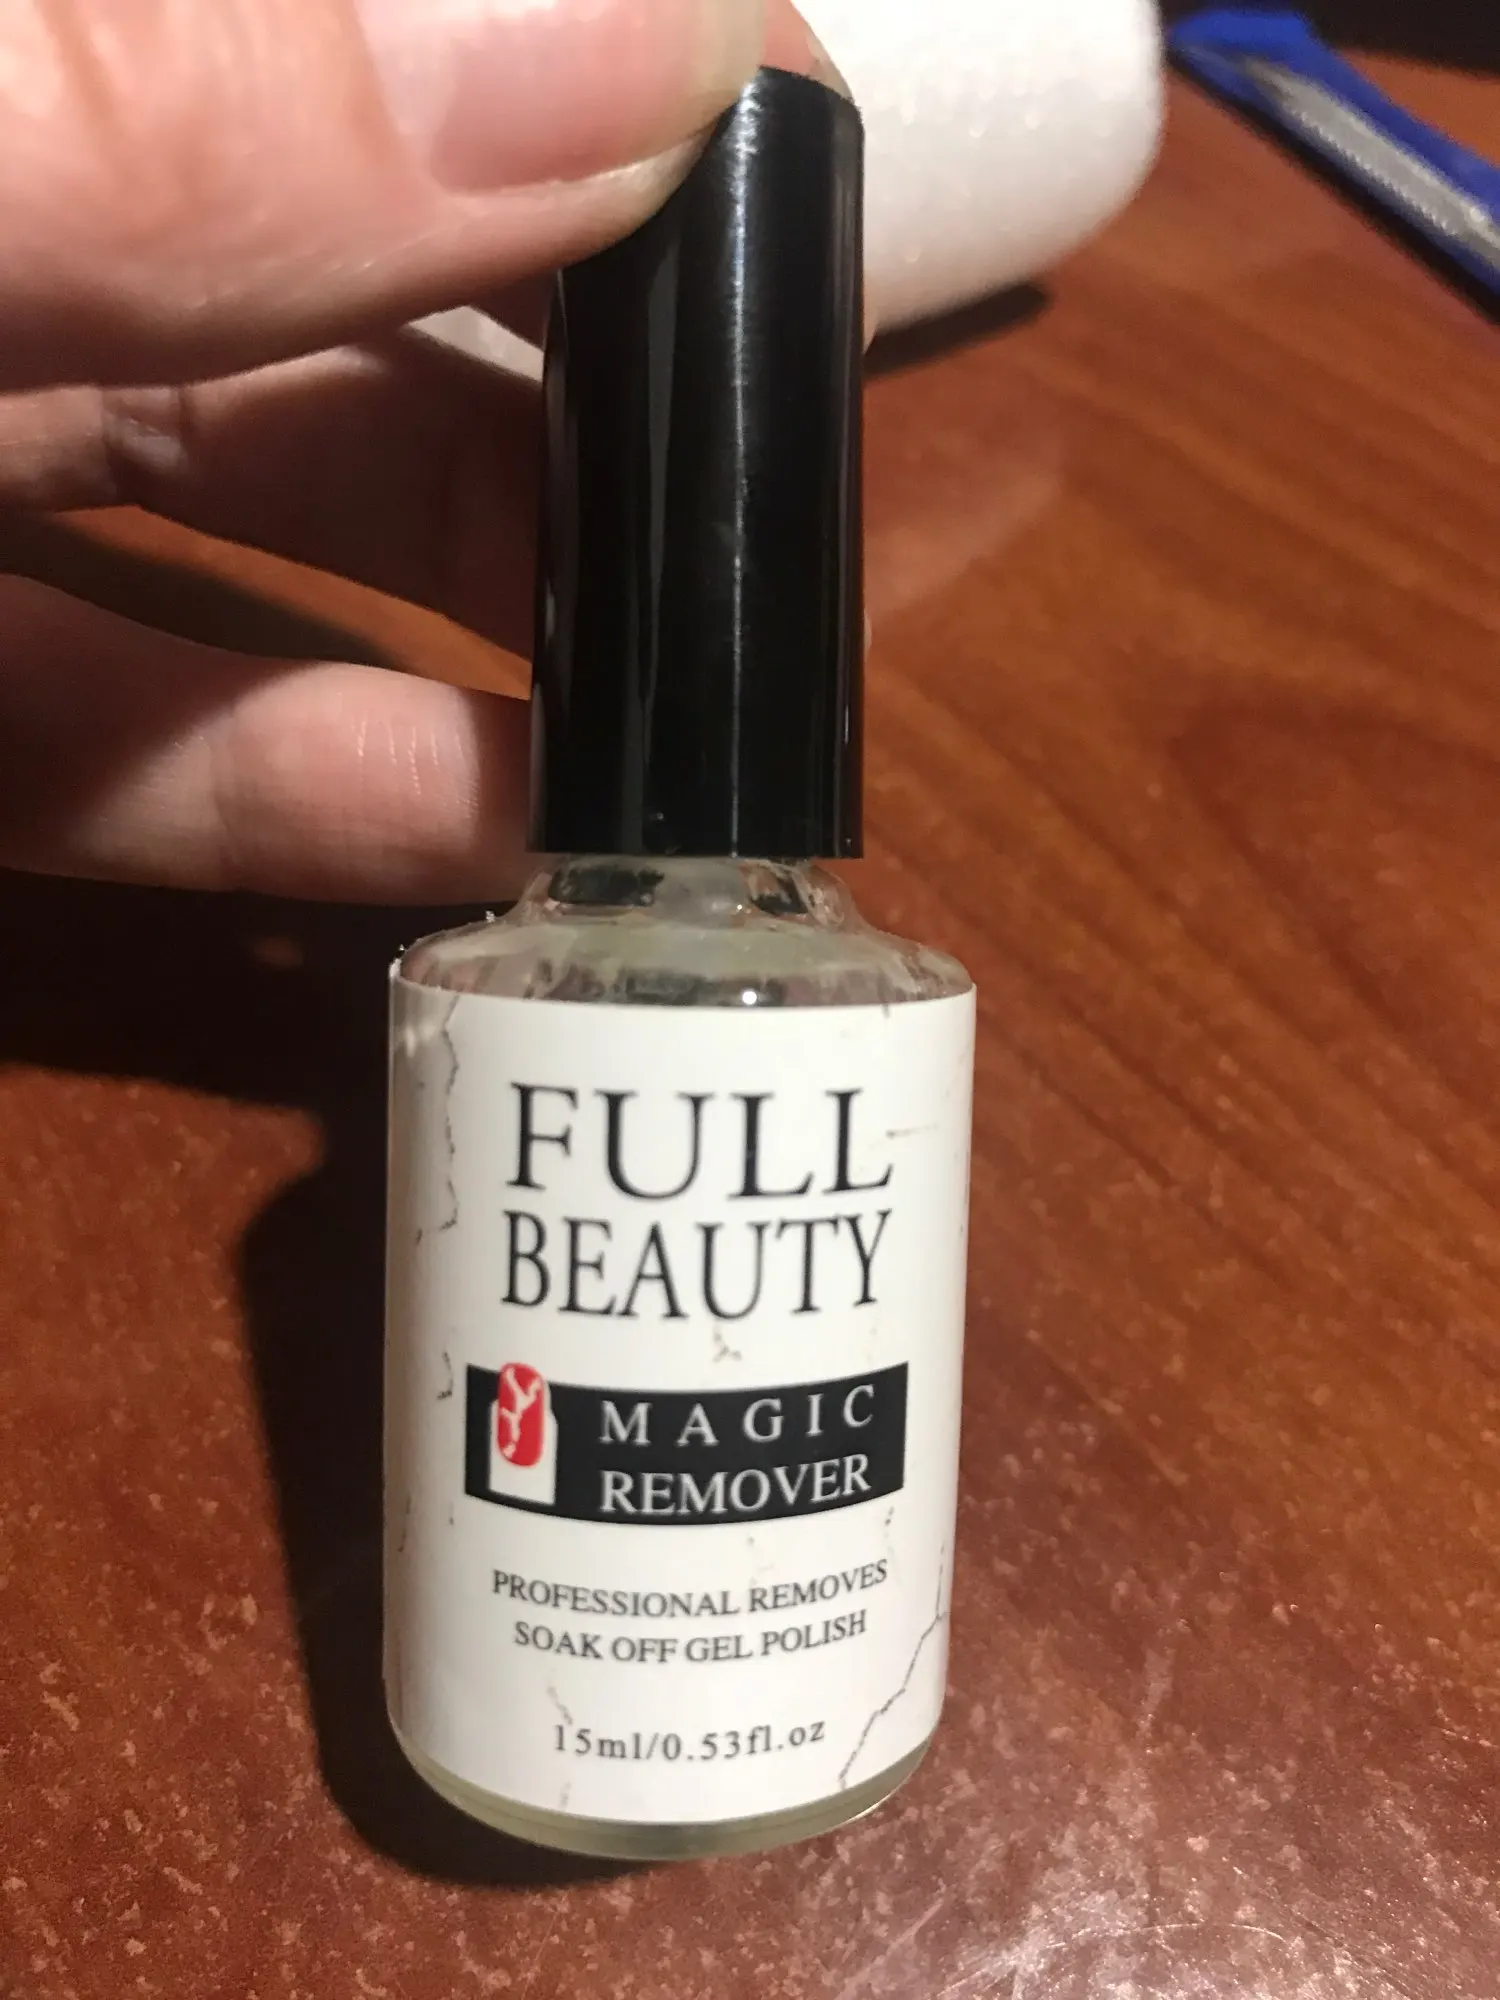 FULL
BEAUTY
MAGIC
REMOVER
PROFESSIONAL REMOVES
SOAK OFF GEL POLISH
15ml/0.53fl.oz